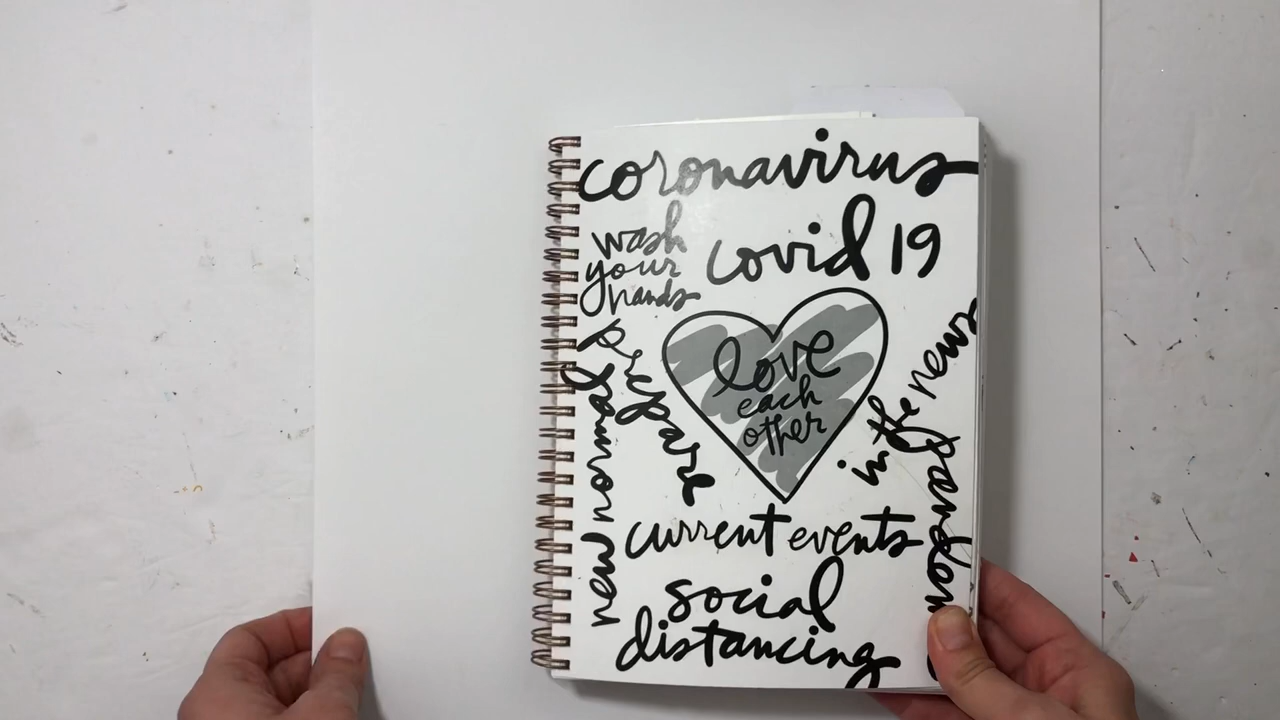 coronavirus
wash
your
hands
covid 19
prepare
new normal
love
each
other
in the news
current events
social
distancing